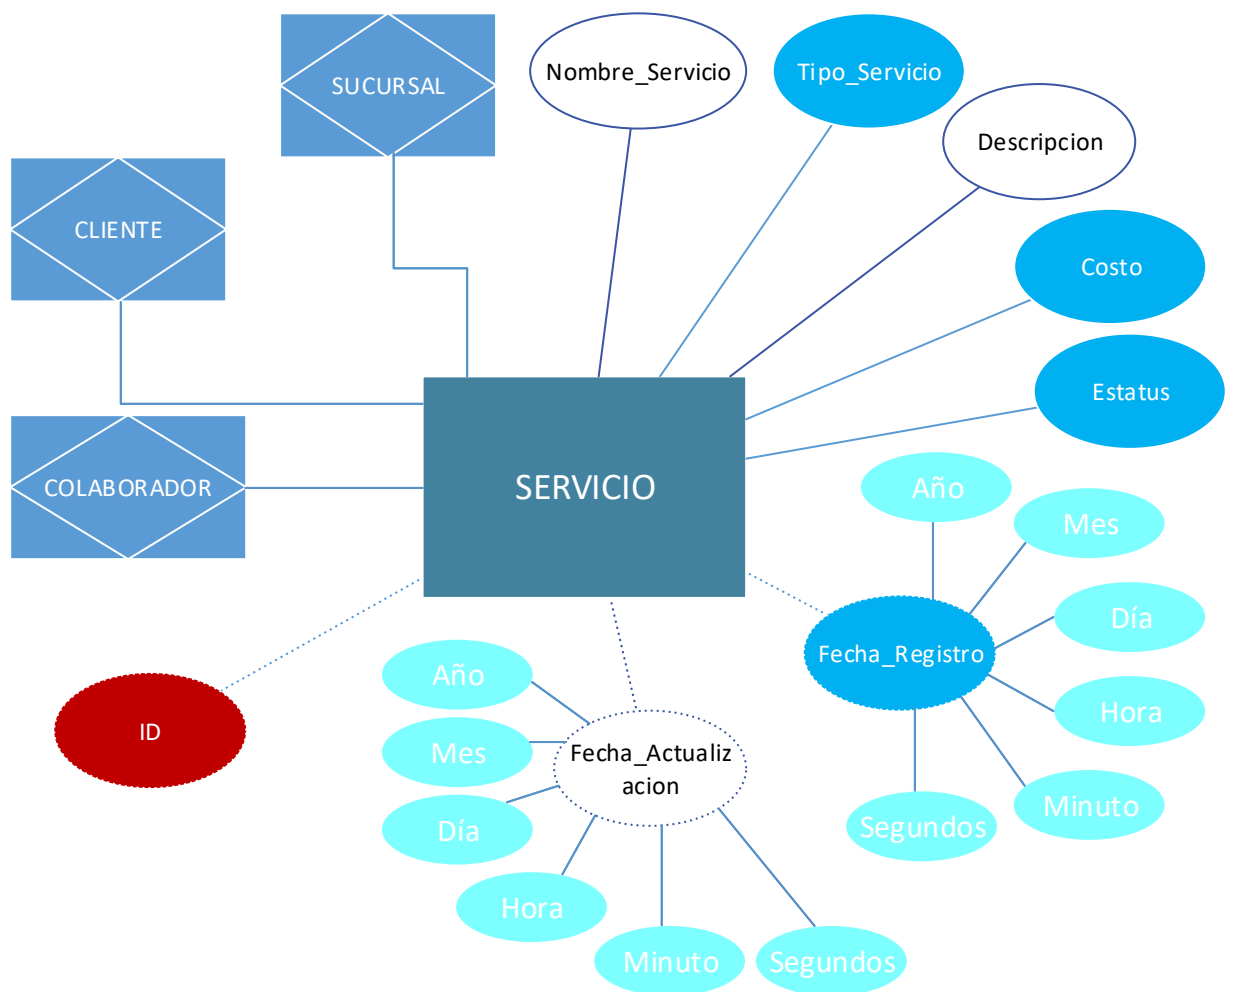 SUCURSAL
Nombre_Servicio
Tipo_Servicio
Descripcion
CLIENTE
Costo
Estatus
COLABORADOR
SERVICIO
Año
Mes
Día
Fecha_Registro
Hora
Minuto
Segundos
ID
Año
Mes
Fecha_Actualiz
acion
Día
Hora
Minuto
Segundos